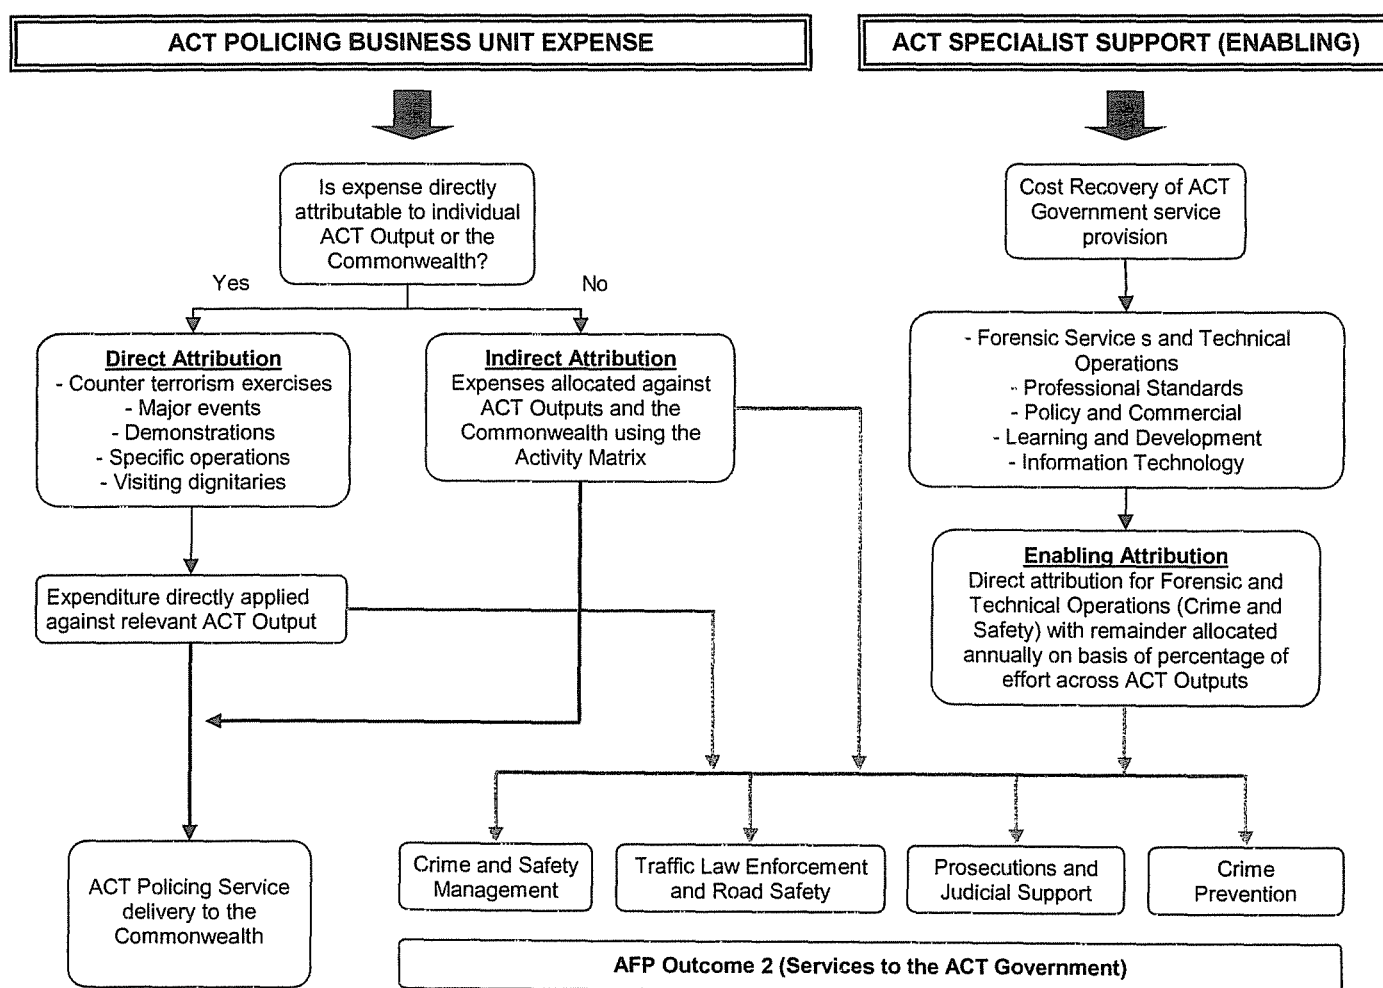 ACT POLICING BUSINESS UNIT EXPENSE
ACT SPECIALIST SUPPORT (ENABLING)
Is expense directly
attributable to individual
ACT Output or the
Commonwealth?
Yes
No
Cost Recovery of ACT
Government service
provision
Direct Attribution
- Counter terrorism exercises
- Major events
- Demonstrations
- Specific operations
- Visiting dignitaries
Indirect Attribution
Expenses allocated against
ACT Outputs and the
Commonwealth using the
Activity Matrix
- Forensic Service s and Technical
Operations
- Professional Standards
- Policy and Commercial
- Learning and Development
- Information Technology
Expenditure directly applied
against relevant ACT Output
Enabling Attribution
Direct attribution for Forensic and
Technical Operations (Crime and
Safety) with remainder allocated
annually on basis of percentage of
effort across ACT Outputs
ACT Policing Service
delivery to the
Commonwealth
Crime and Safety
Management
Traffic Law Enforcement
and Road Safety
Prosecutions and
Judicial Support
Crime
Prevention
AFP Outcome 2 (Services to the ACT Government)